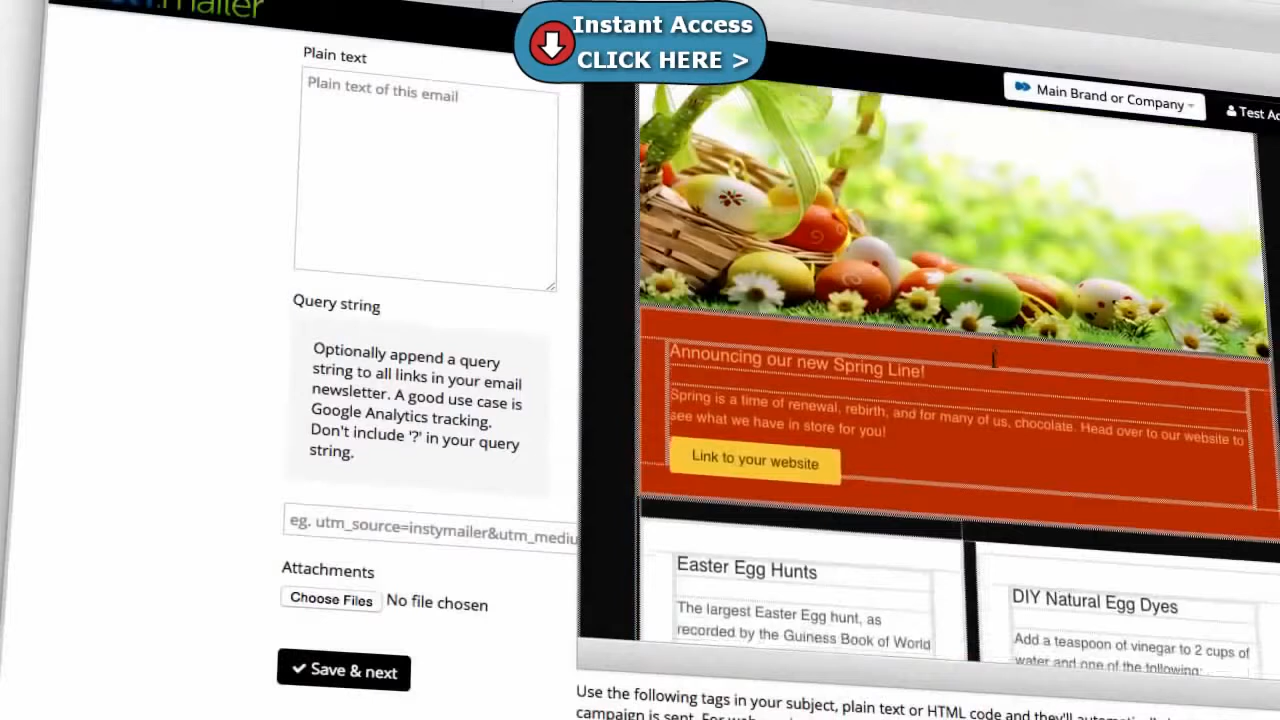 mailer
Instant Access
CLICK HERE >
Main Brand or Company
Test
Plain text
Plain text of this email
Query string
Optionally append a query
string to all links in your email
newsletter. A good use case is
Google Analytics tracking.
Don't include '?' in your query
string.
eg. utm_source=instymailer&utm_mediu
Attachments
Choose Files No file chosen
Save & next
Announcing our new Spring Line!
Spring is a time of renewal, rebirth, and for many of us, chocolate. Head over to our website to
see what we have in store for you!
Link to your website
Easter Egg Hunts
The largest Easter Egg hunt, as
recorded by the Guiness Book of World
DIY Natural Egg Dyes
Add a teaspoon of vinegar to 2 cups of
water and one of the following:
Use the following tags in your subject, plain text or HTML code and they'll
campaign is sent. For